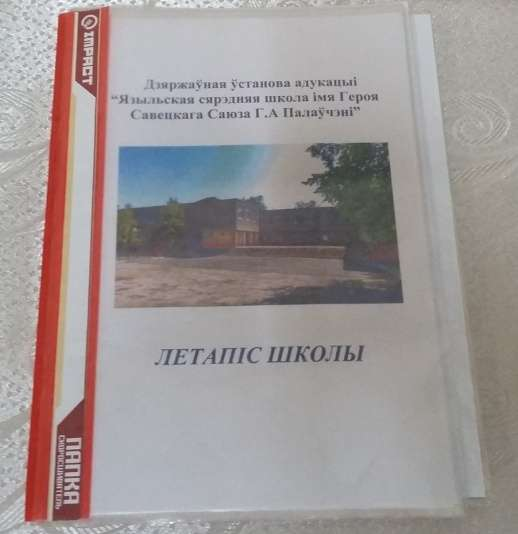 IMPACT
Дзяржаўная ўстанова адукацыі
“Языльская сярэдняя школа імя Героя
Савецкага Саюза Г.А Палаўчэні”
ЛЕТАПІС ШКОЛЫ
ПАПКА
СКОРОСШИВАТЕЛЬ